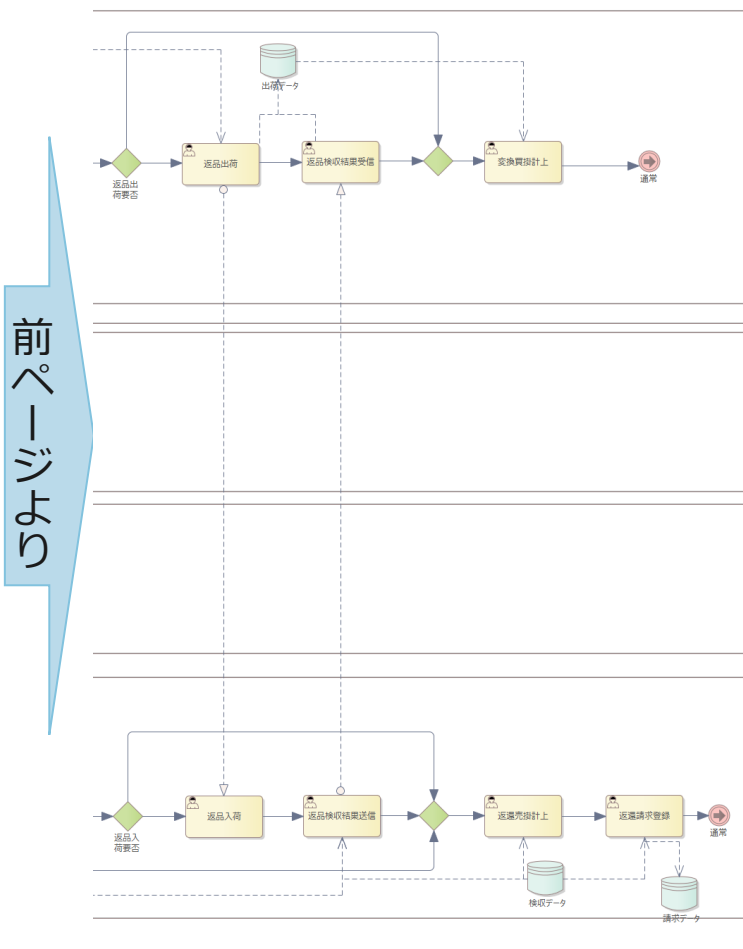 前ページより
出荷データ
返品出荷
返品検収結果受信
変換買掛計上
通常
返品出
荷要否
返品入荷
返品検収結果送信
返還売掛計上
返還請求登録
通常
返品入
荷要否
検収データ
請求データ